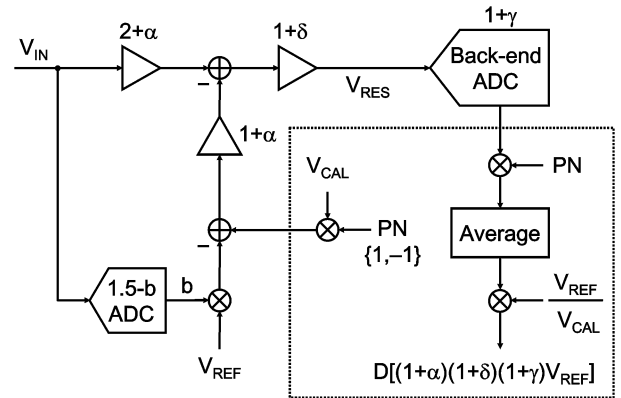 1+γ
2+α
1+δ
V_IN
Back-end
ADC
V_RES
1+α
V_CAL
PN
PN
{1,−1}
Average
1.5-b
ADC
b
V_REF
V_REF
V_CAL
D[(1+α)(1+δ)(1+γ)V_REF]